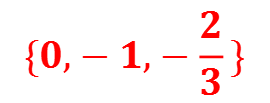 {0, − 1, − 2/3}